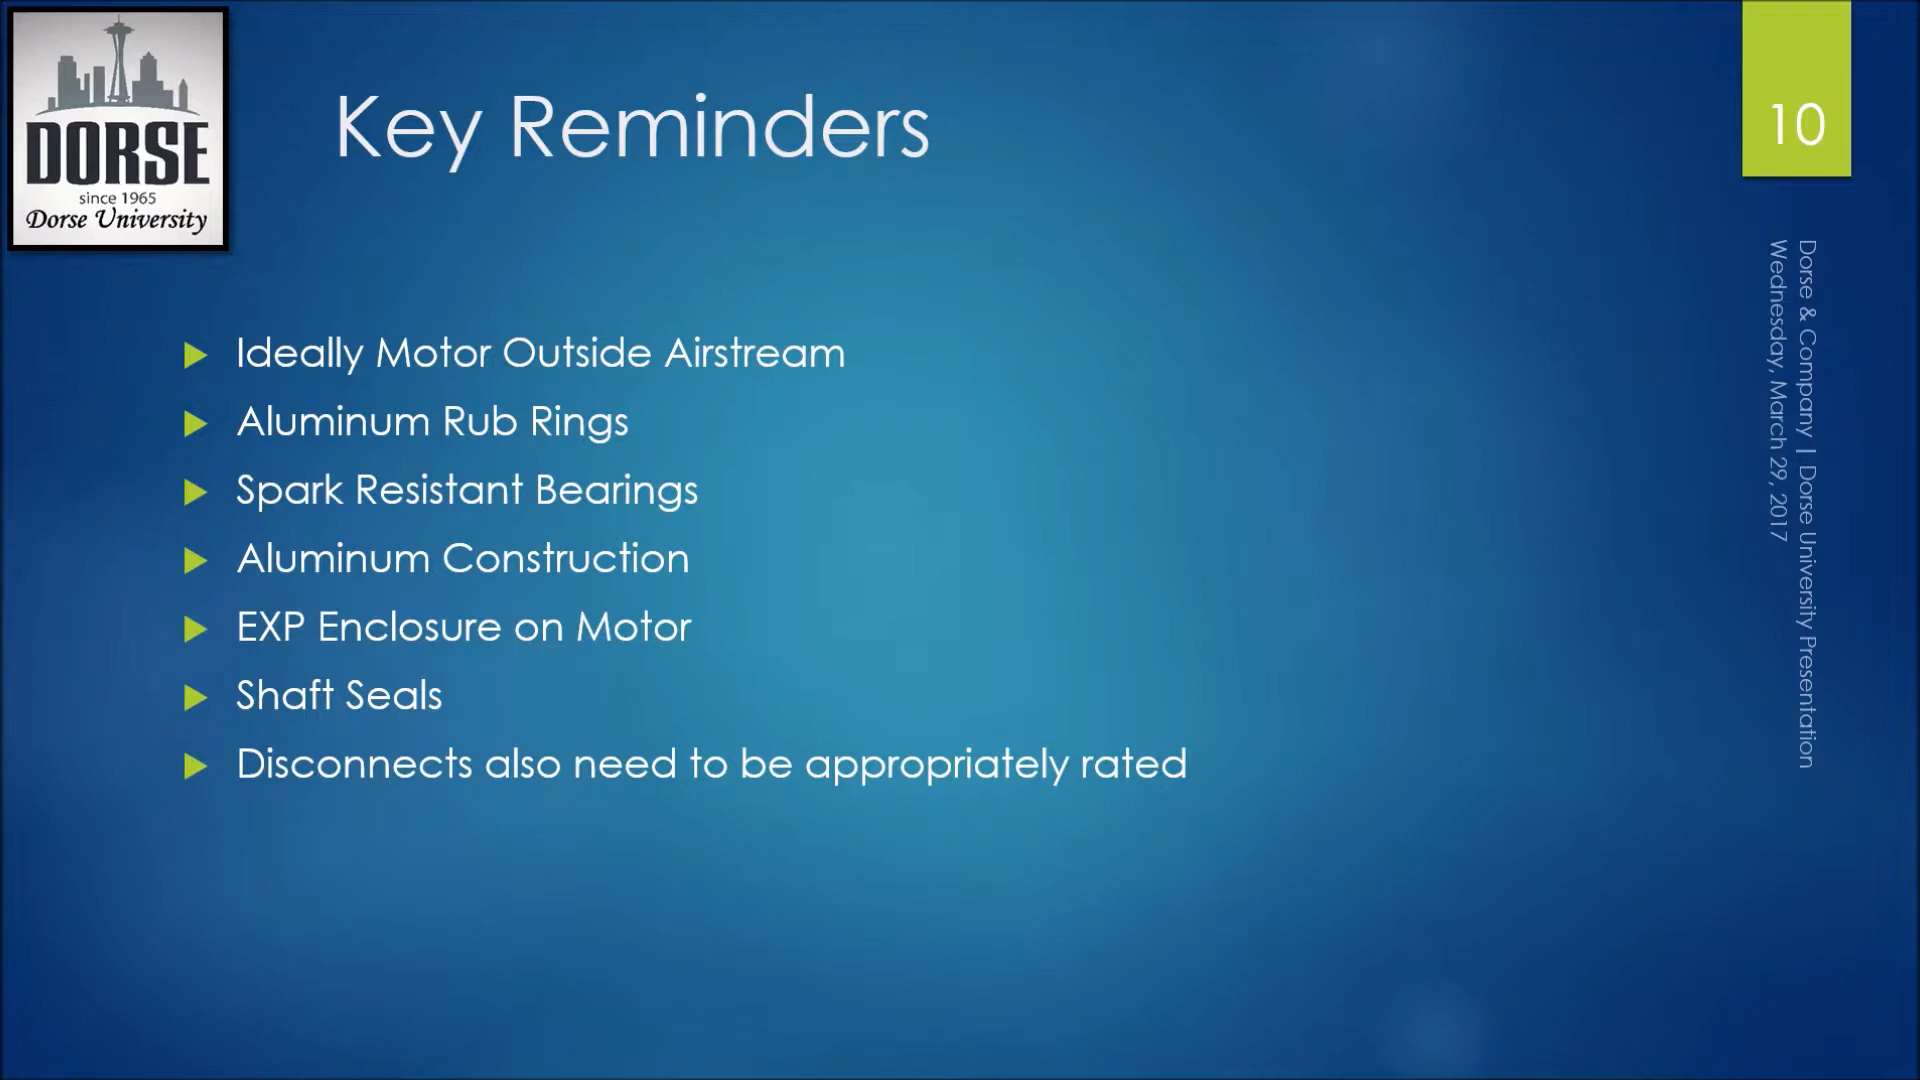 DORSE
since 1965
Dorse University
Key Reminders
10
Ideally Motor Outside Airstream
Aluminum Rub Rings
Spark Resistant Bearings
Aluminum Construction
EXP Enclosure on Motor
Shaft Seals
Disconnects also need to be appropriately rated
Dorse & Company | Dorse University Presentation
Wednesday, March 29, 2017